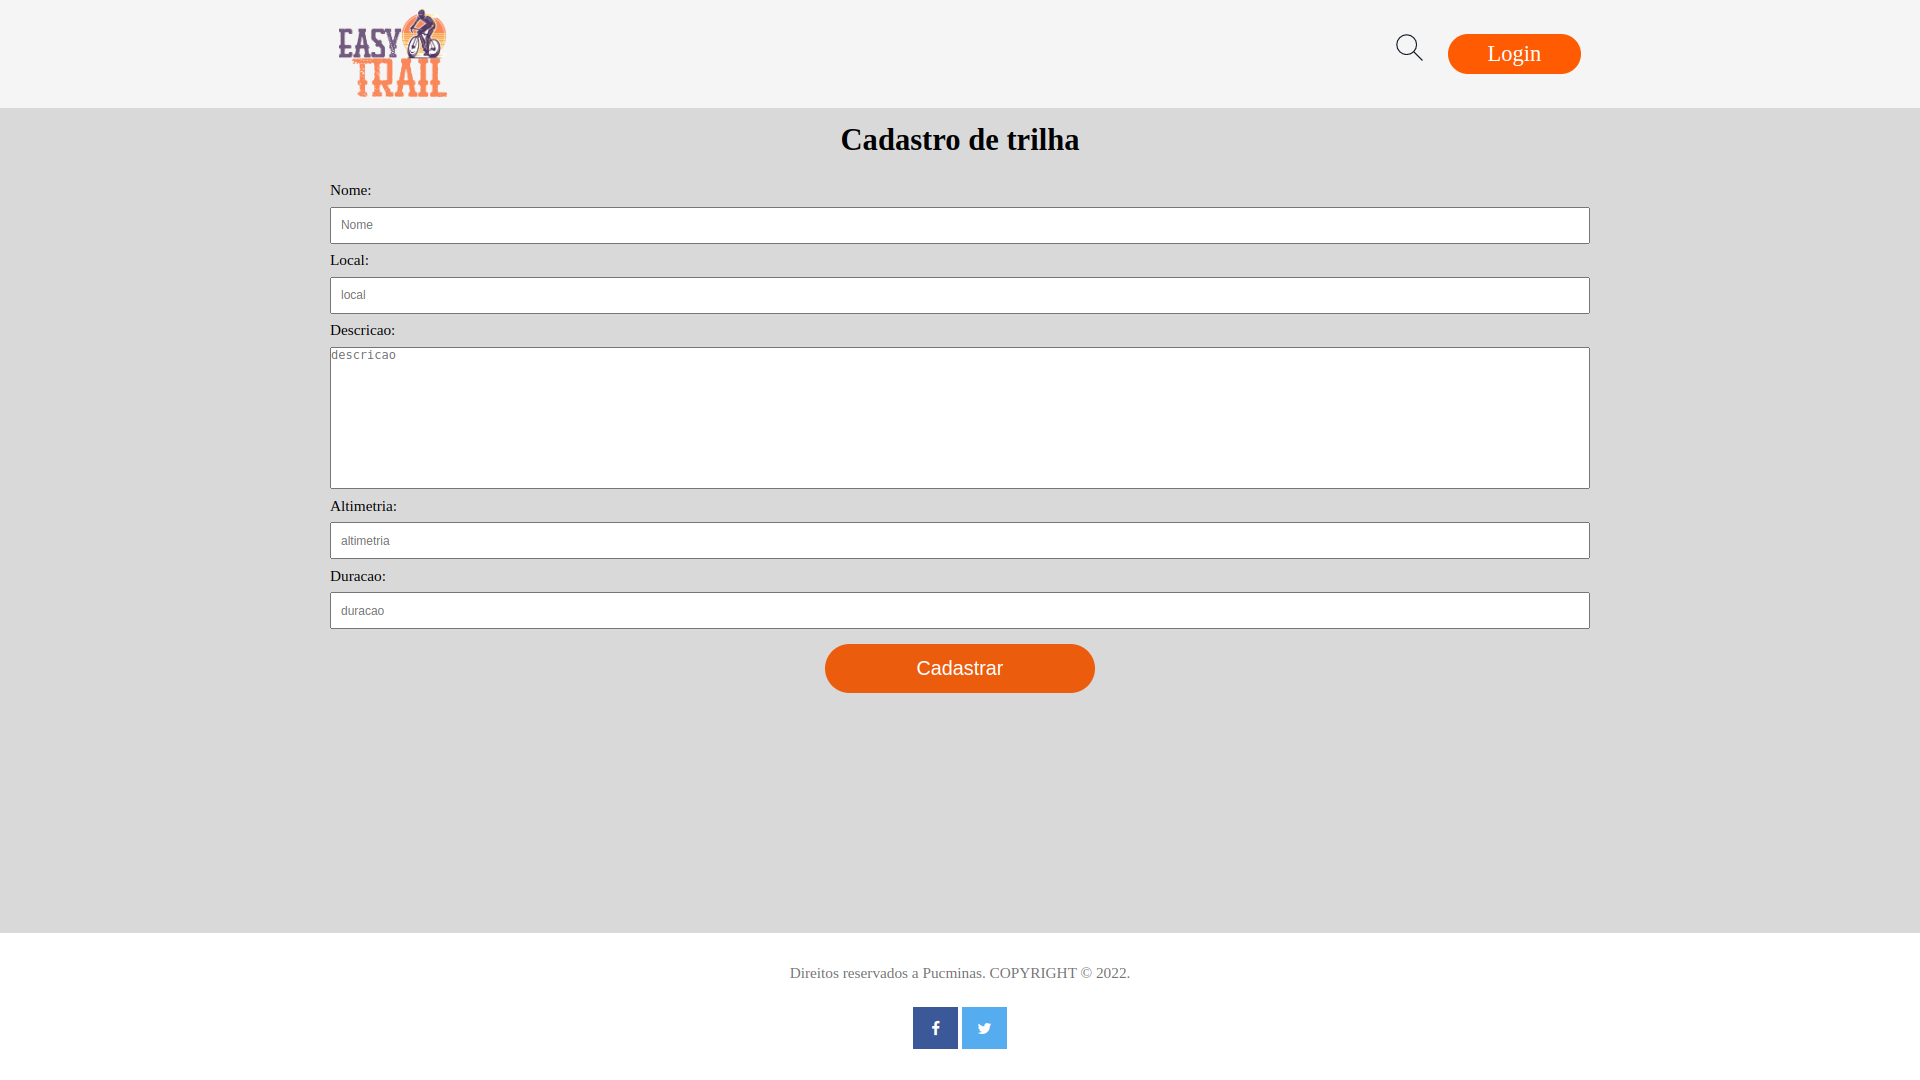 EASY
TRAIL
Login
Cadastro de trilha
Nome:
Nome
Local:
local
Descricao:
descricao
Altimetria:
altimetria
Duracao:
duracao
Cadastrar
Direitos reservados a Pucminas. COPYRIGHT © 2022.